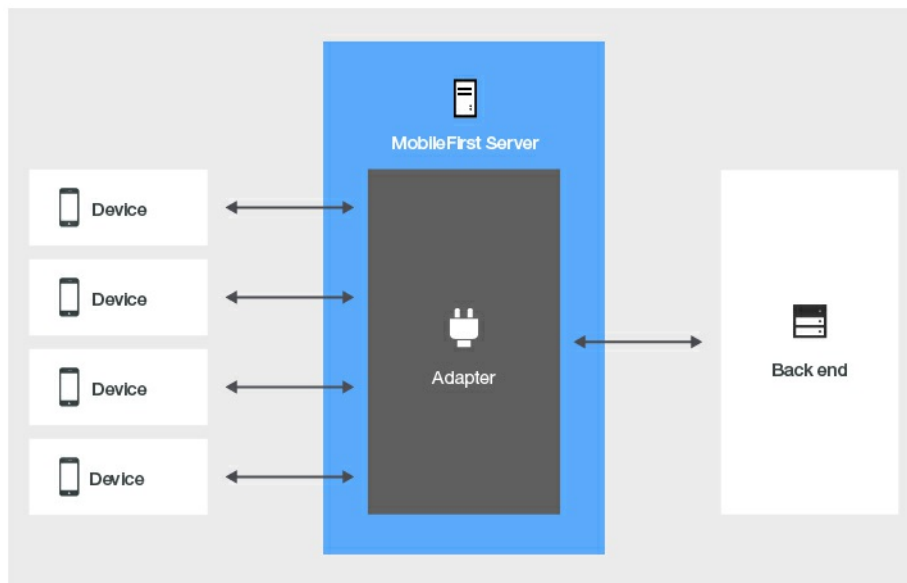 MobileFirst Server
Device
Device
Device
Device
Adapter
Back end